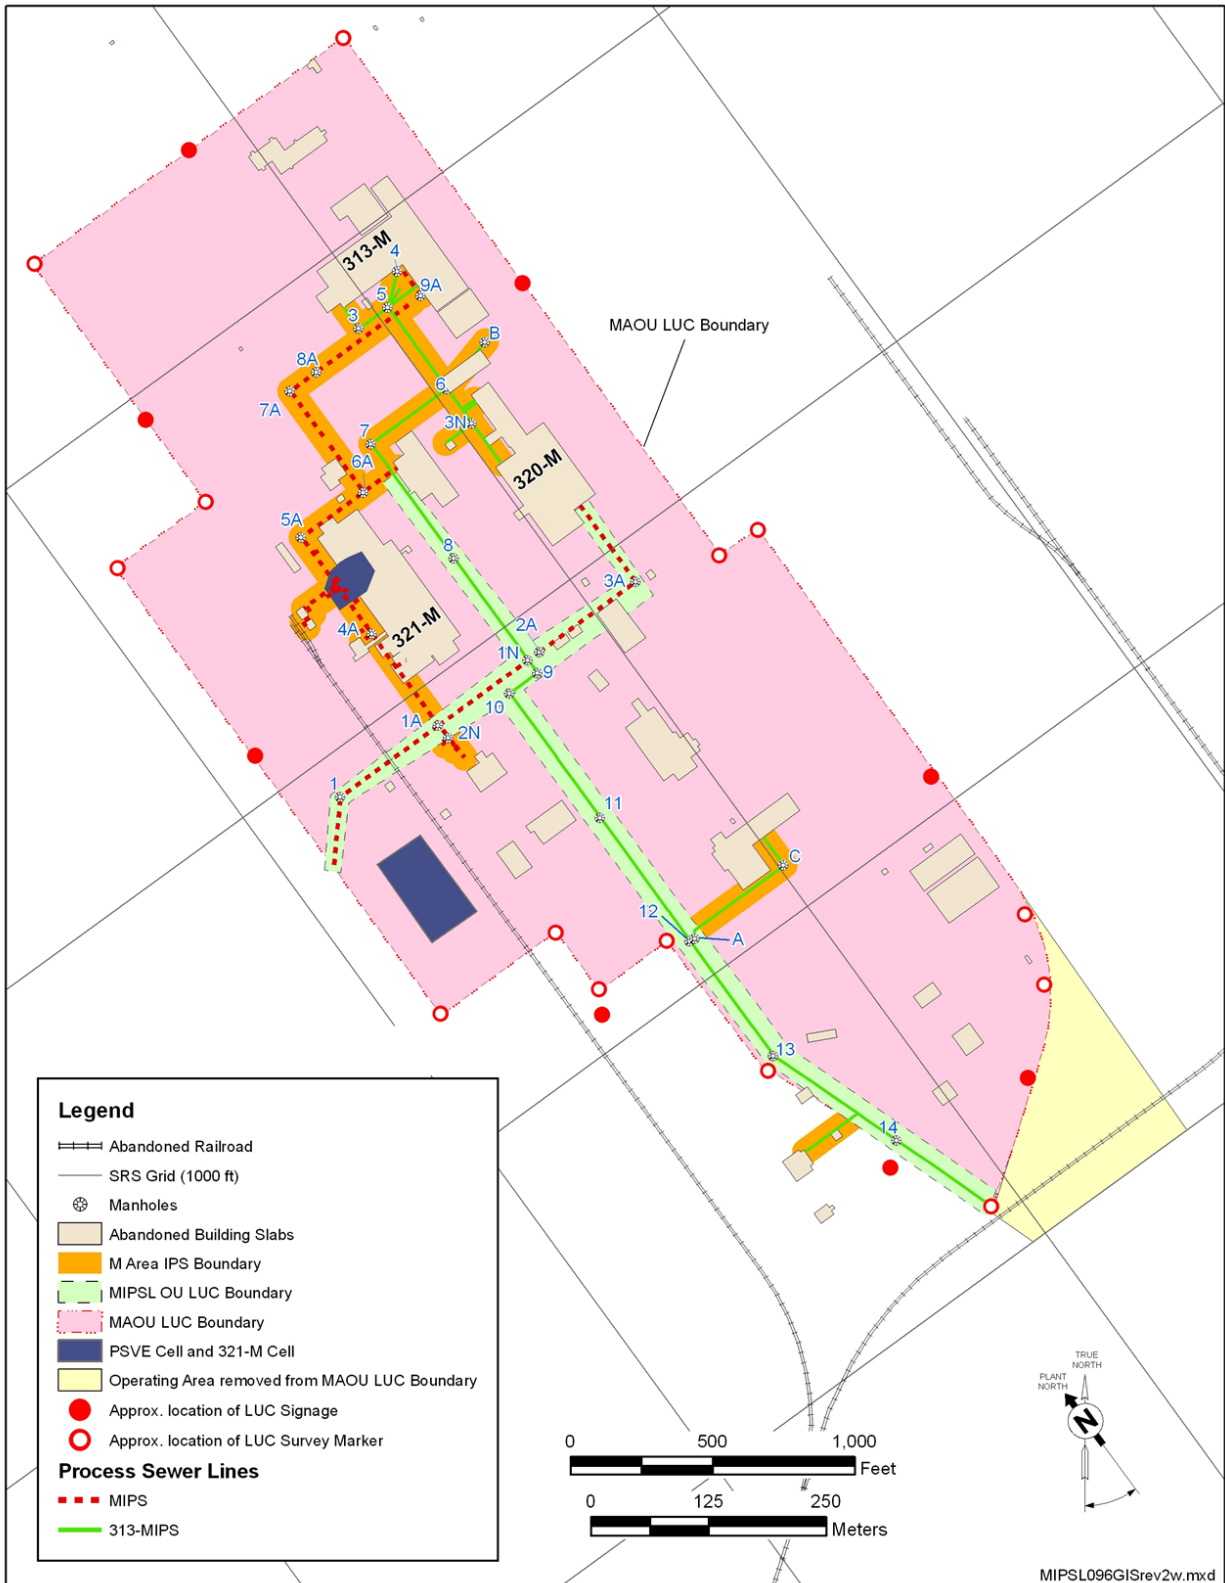 313-M
4
9A
5
3
B
MAOU LUC Boundary
8A
6
7A
3N
7
6A
320-M
5A
8
3A
2A
4A
321-M
1N
9
10
1A
2N
1
11
C
12
A
13
14
Legend
Abandoned Railroad
SRS Grid (1000 ft)
Manholes
Abandoned Building Slabs
M Area IPS Boundary
MIPSL OU LUC Boundary
MAOU LUC Boundary
PSVE Cell and 321-M Cell
Operating Area removed from MAOU LUC Boundary
Approx. location of LUC Signage
Approx. location of LUC Survey Marker
Process Sewer Lines
MIPS
313-MIPS
0 500 1,000
Feet
0 125 250
Meters
TRUE
NORTH
PLANT
NORTH
N
MIPSL096GISrev2w.mxd